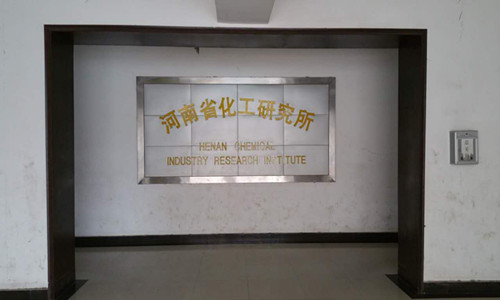 河南省化工研究所
HENAN CHEMICAL
INDUSTRY RESEARCH IN TITUTE